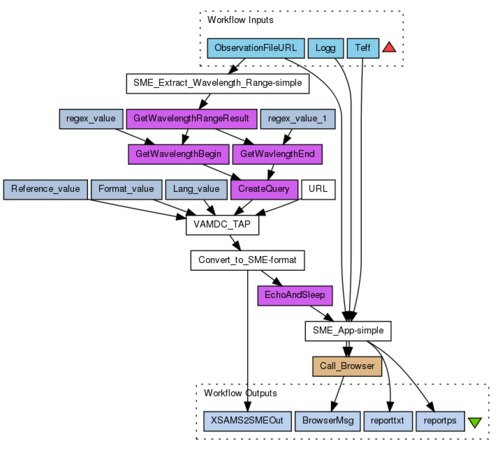 Workflow Inputs
ObservationFileURL Logg Teff
SME_Extract_Wavelength_Range-simple
regex_value GetWavelengthRangeResult regex_value_1
GetWavelengthBegin GetWavlengthEnd
Reference_value Format_value Lang_value CreateQuery URL
VAMDC_TAP
Convert_to_SME-format
EchoAndSleep
SME_App-simple
Call_Browser
Workflow Outputs
XSAMS2SMEOut BrowserMsg reporttxt reportps